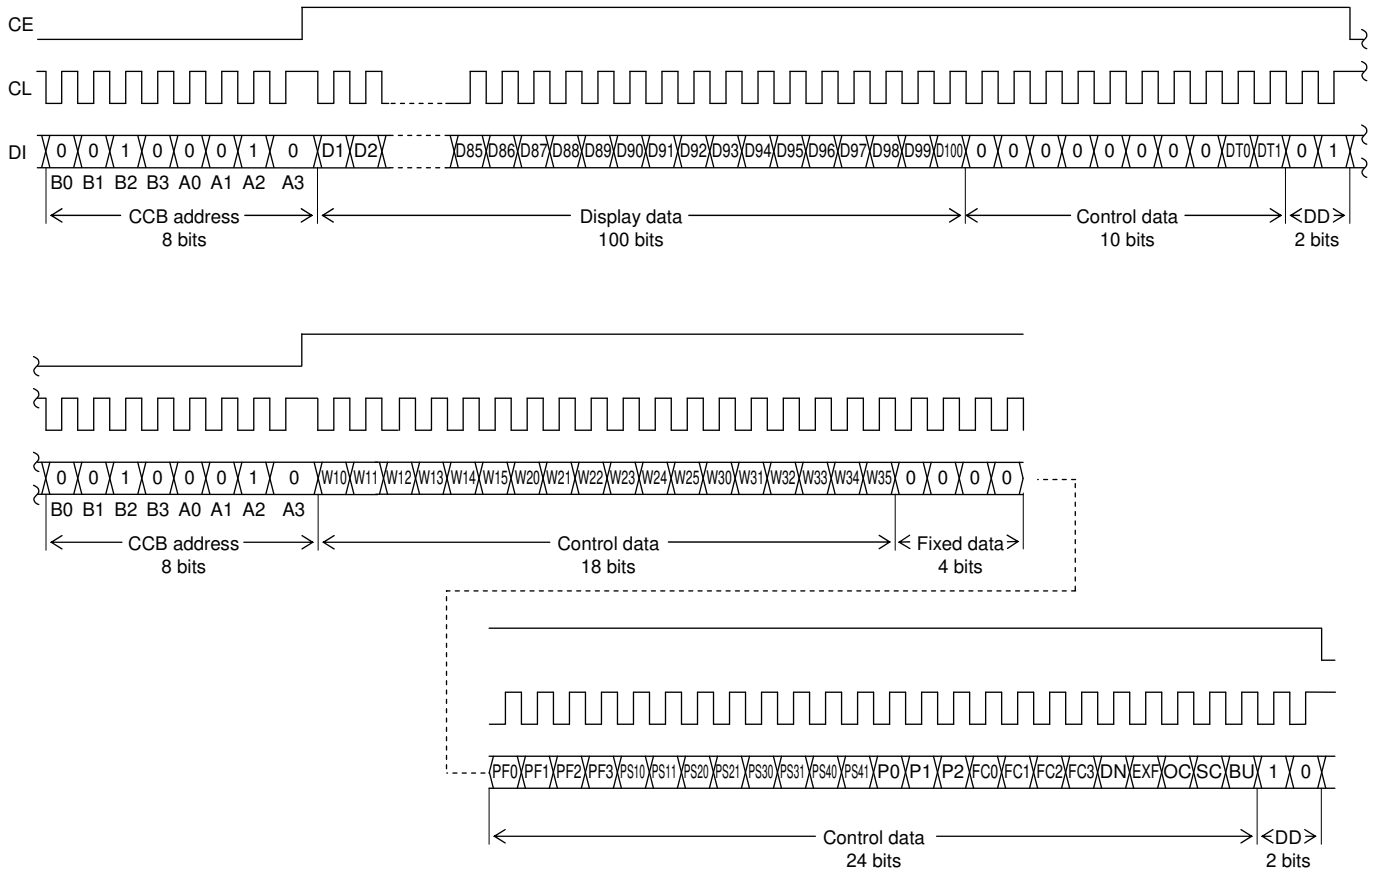 CE
CL
DI 0 0 1 0 0 0 1 0 D1 D2 D85 D86 D87 D88 D89 D90 D91 D92 D93 D94 D95 D96 D97 D98 D99 D100 0 0 0 0 0 0 0 0 DT0 DT1 0 1
B0 B1 B2 B3 A0 A1 A2 A3
CCB address Display data Control data DD
8 bits 100 bits 10 bits 2 bits
0 0 1 0 0 0 1 0 W10 W11 W12 W13 W14 W15 W20 W21 W22 W23 W24 W25 W30 W31 W32 W33 W34 W35 0 0 0 0
B0 B1 B2 B3 A0 A1 A2 A3
CCB address Control data Fixed data
8 bits 18 bits 4 bits
PF0 PF1 PF2 PF3 PS10 PS11 PS20 PS21 PS30 PS31 PS40 PS41 P0 P1 P2 FC0 FC1 FC2 FC3 DN EXF OC SC BU 1 0
Control data DD
24 bits 2 bits